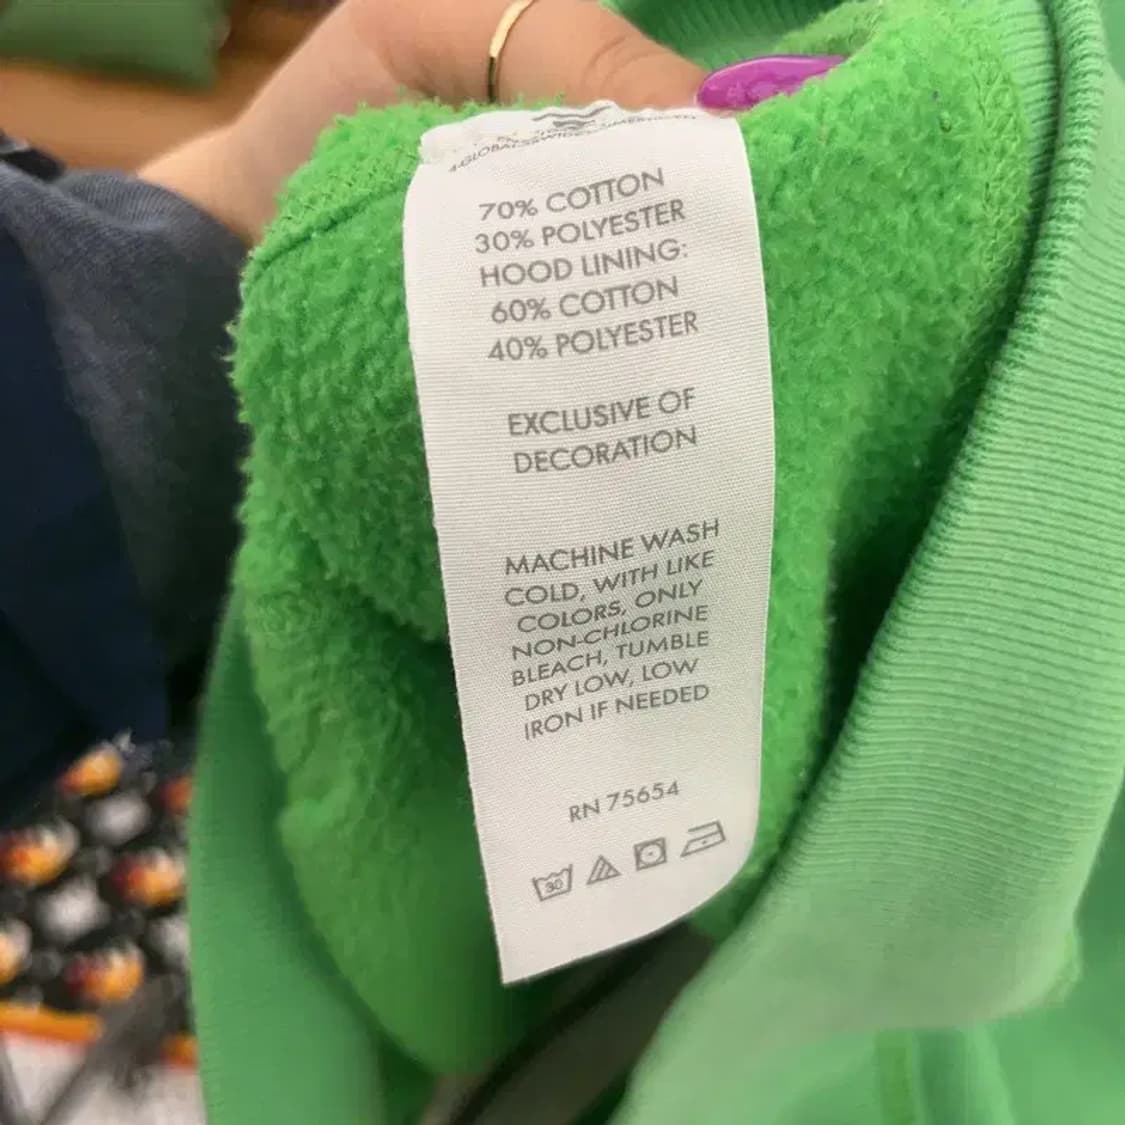 70% COTTON
30% POLYESTER
HOOD LINING:
60% COTTON
40% POLYESTER
EXCLUSIVE OF
DECORATION
MACHINE WASH
COLD, WITH LIKE
COLORS, ONLY
NON-CHLORINE
BLEACH, TUMBLE
DRY LOW, LOW
IRON IF NEEDED
RN 75654
30